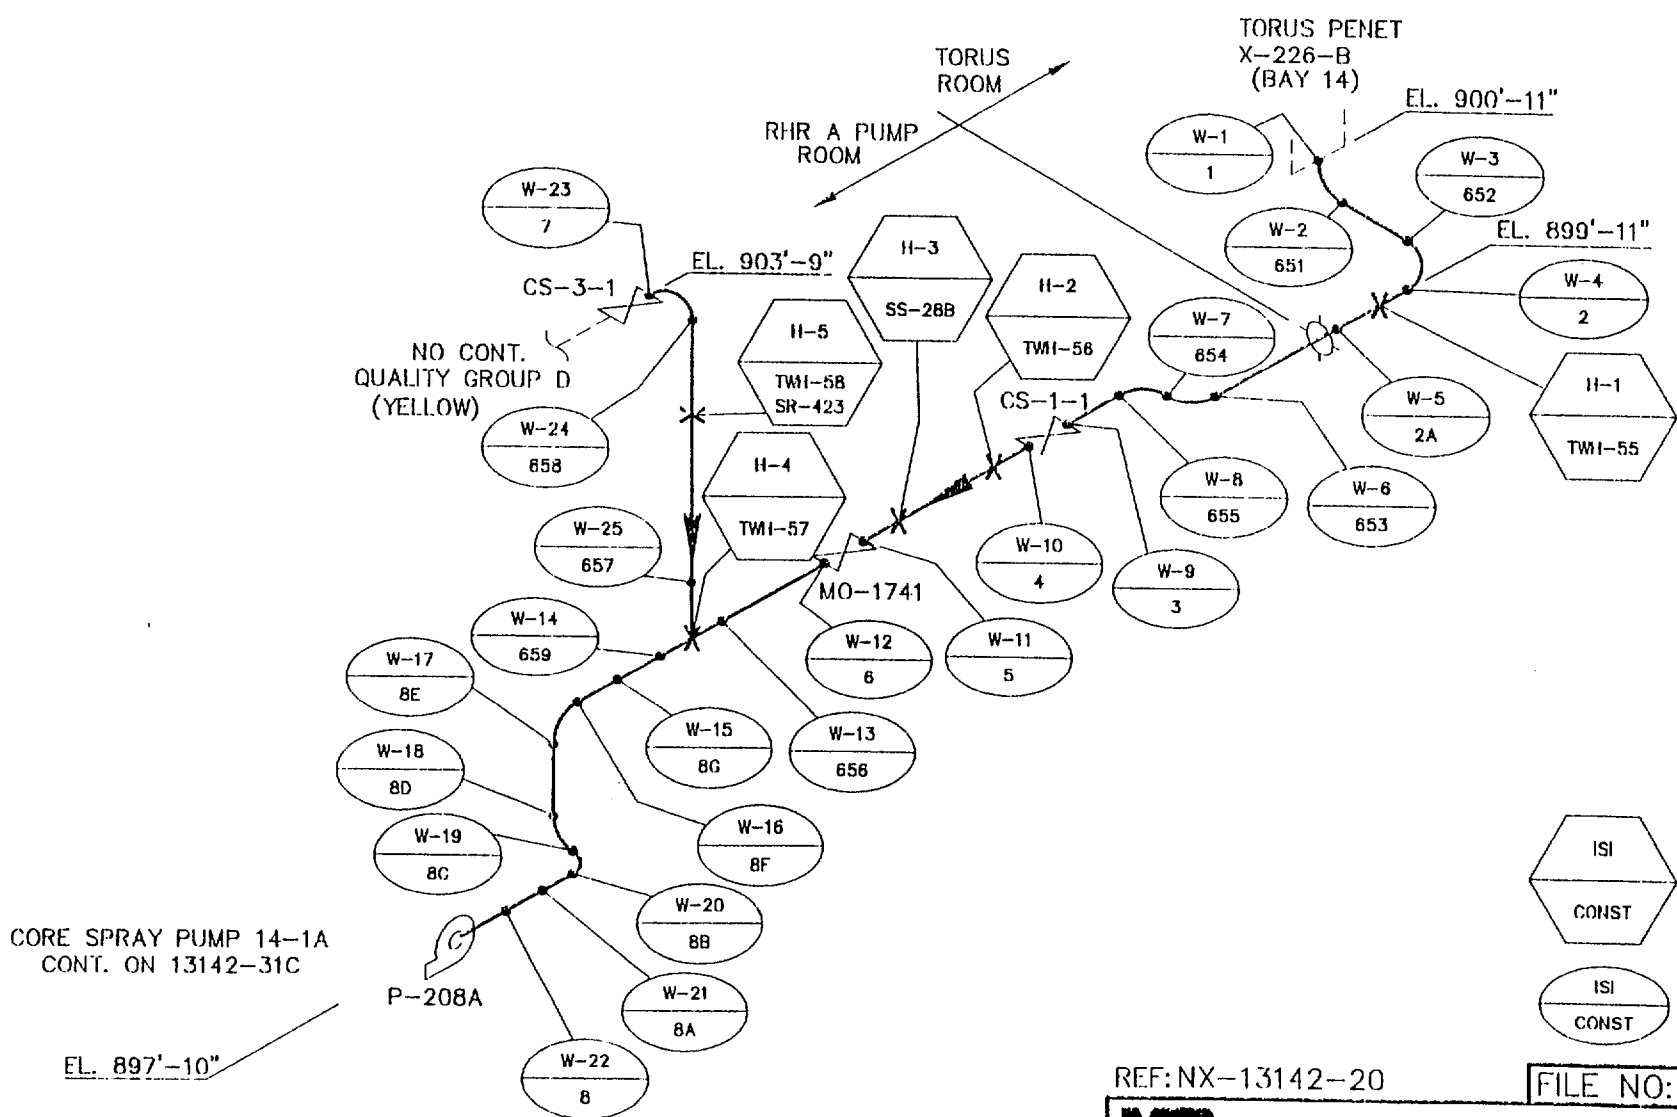 TORUS PENET
X-226-B
(BAY 14)
TORUS
ROOM
EL. 900'-11"
RHR A PUMP
ROOM
W-1
1
W-3
652
W-23
7
W-2
651
EL. 899'-11"
H-3
SS-28B
EL. 903'-9"
CS-3-1
H-2
TWH-56
W-4
2
H-5
TWH-58
SR-423
W-7
654
NO CONT.
QUALITY GROUP D
(YELLOW)
CS-1-1
H-1
TWH-55
W-5
2A
W-24
658
H-4
TWH-57
W-8
655
W-6
653
W-25
657
W-10
4
W-9
3
MO-1741
W-14
659
W-12
6
W-11
5
W-17
8E
W-15
8G
W-13
656
W-18
8D
W-16
8F
W-19
8C
ISI
CONST
W-20
8B
CORE SPRAY PUMP 14-1A
CONT. ON 13142-31C
P-208A
W-21
8A
ISI
CONST
EL. 897'-10"
W-22
8
REF: NX-13142-20
FILE NO: